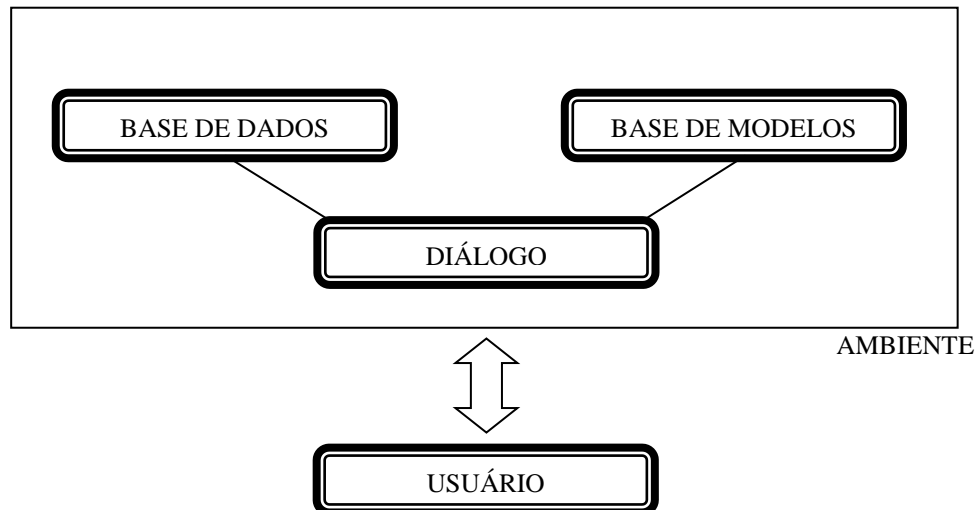 BASE DE DADOS
BASE DE MODELOS
DIÁLOGO
AMBIENTE
USUÁRIO